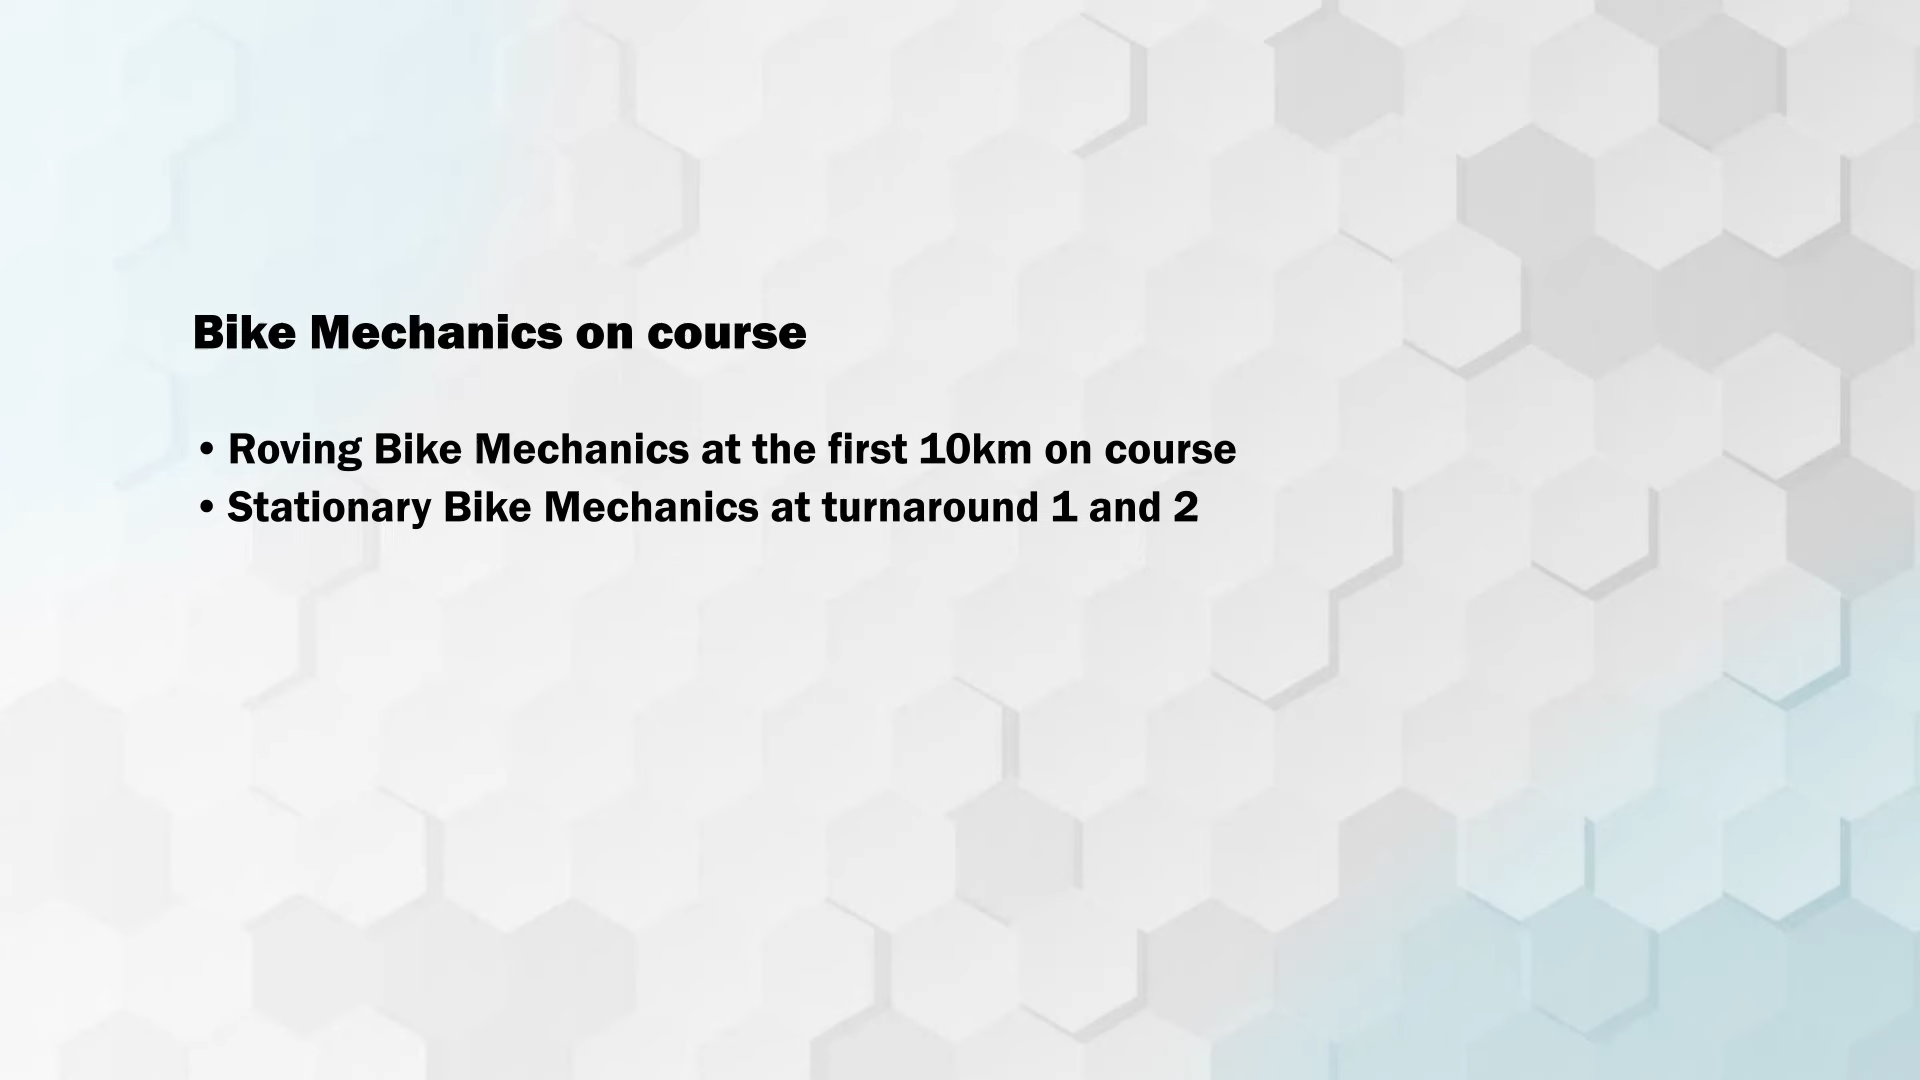 Bike Mechanics on course
• Roving Bike Mechanics at the first 10km on course
• Stationary Bike Mechanics at turnaround 1 and 2